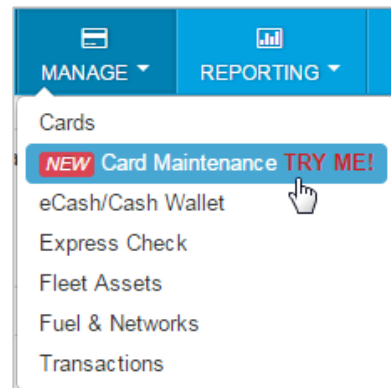 MANAGE REPORTING
Cards
NEW Card Maintenance TRY ME!
eCash/Cash Wallet
Express Check
Fleet Assets
Fuel & Networks
Transactions